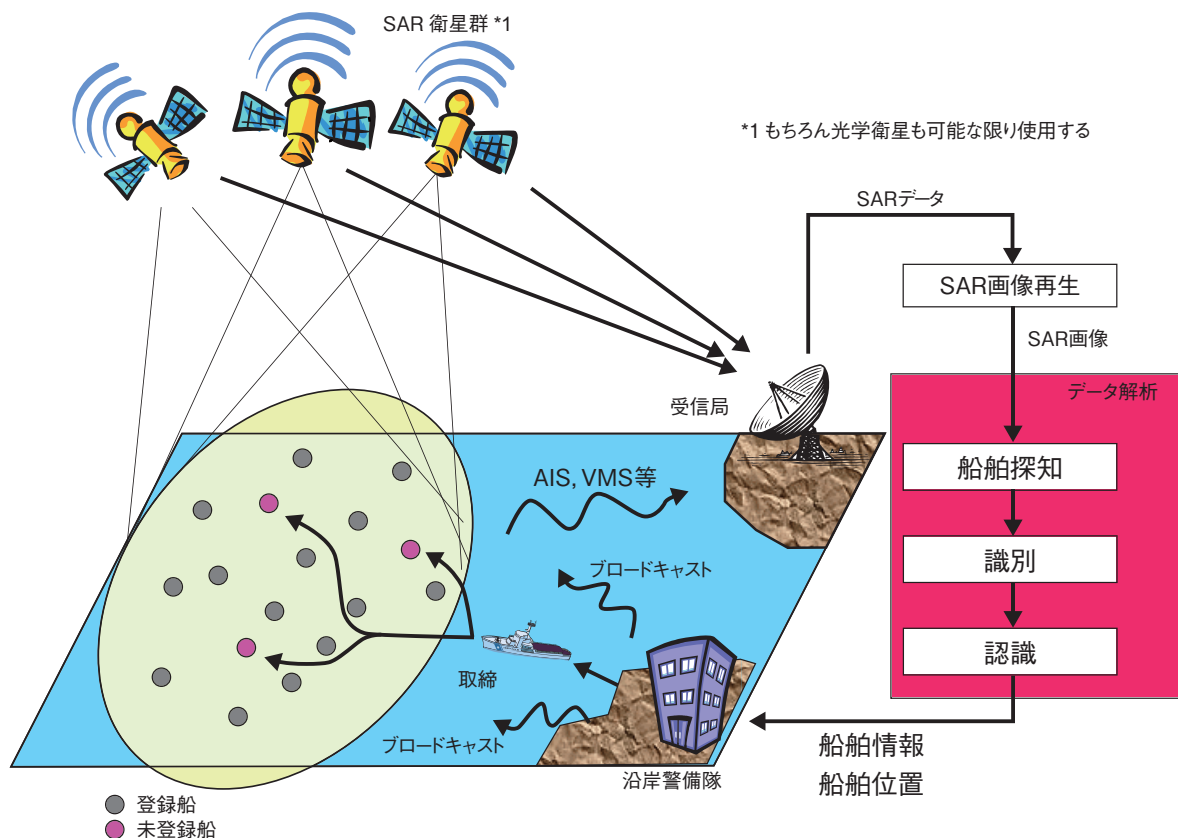 SAR 衛星群 *1
*1 もちろん光学衛星も可能な限り使用する
SARデータ
SAR画像再生
SAR画像
データ解析
受信局
船舶探知
AIS, VMS等
識別
ブロードキャスト
認識
取締
ブロードキャスト
沿岸警備隊
船舶情報
船舶位置
登録船
未登録船